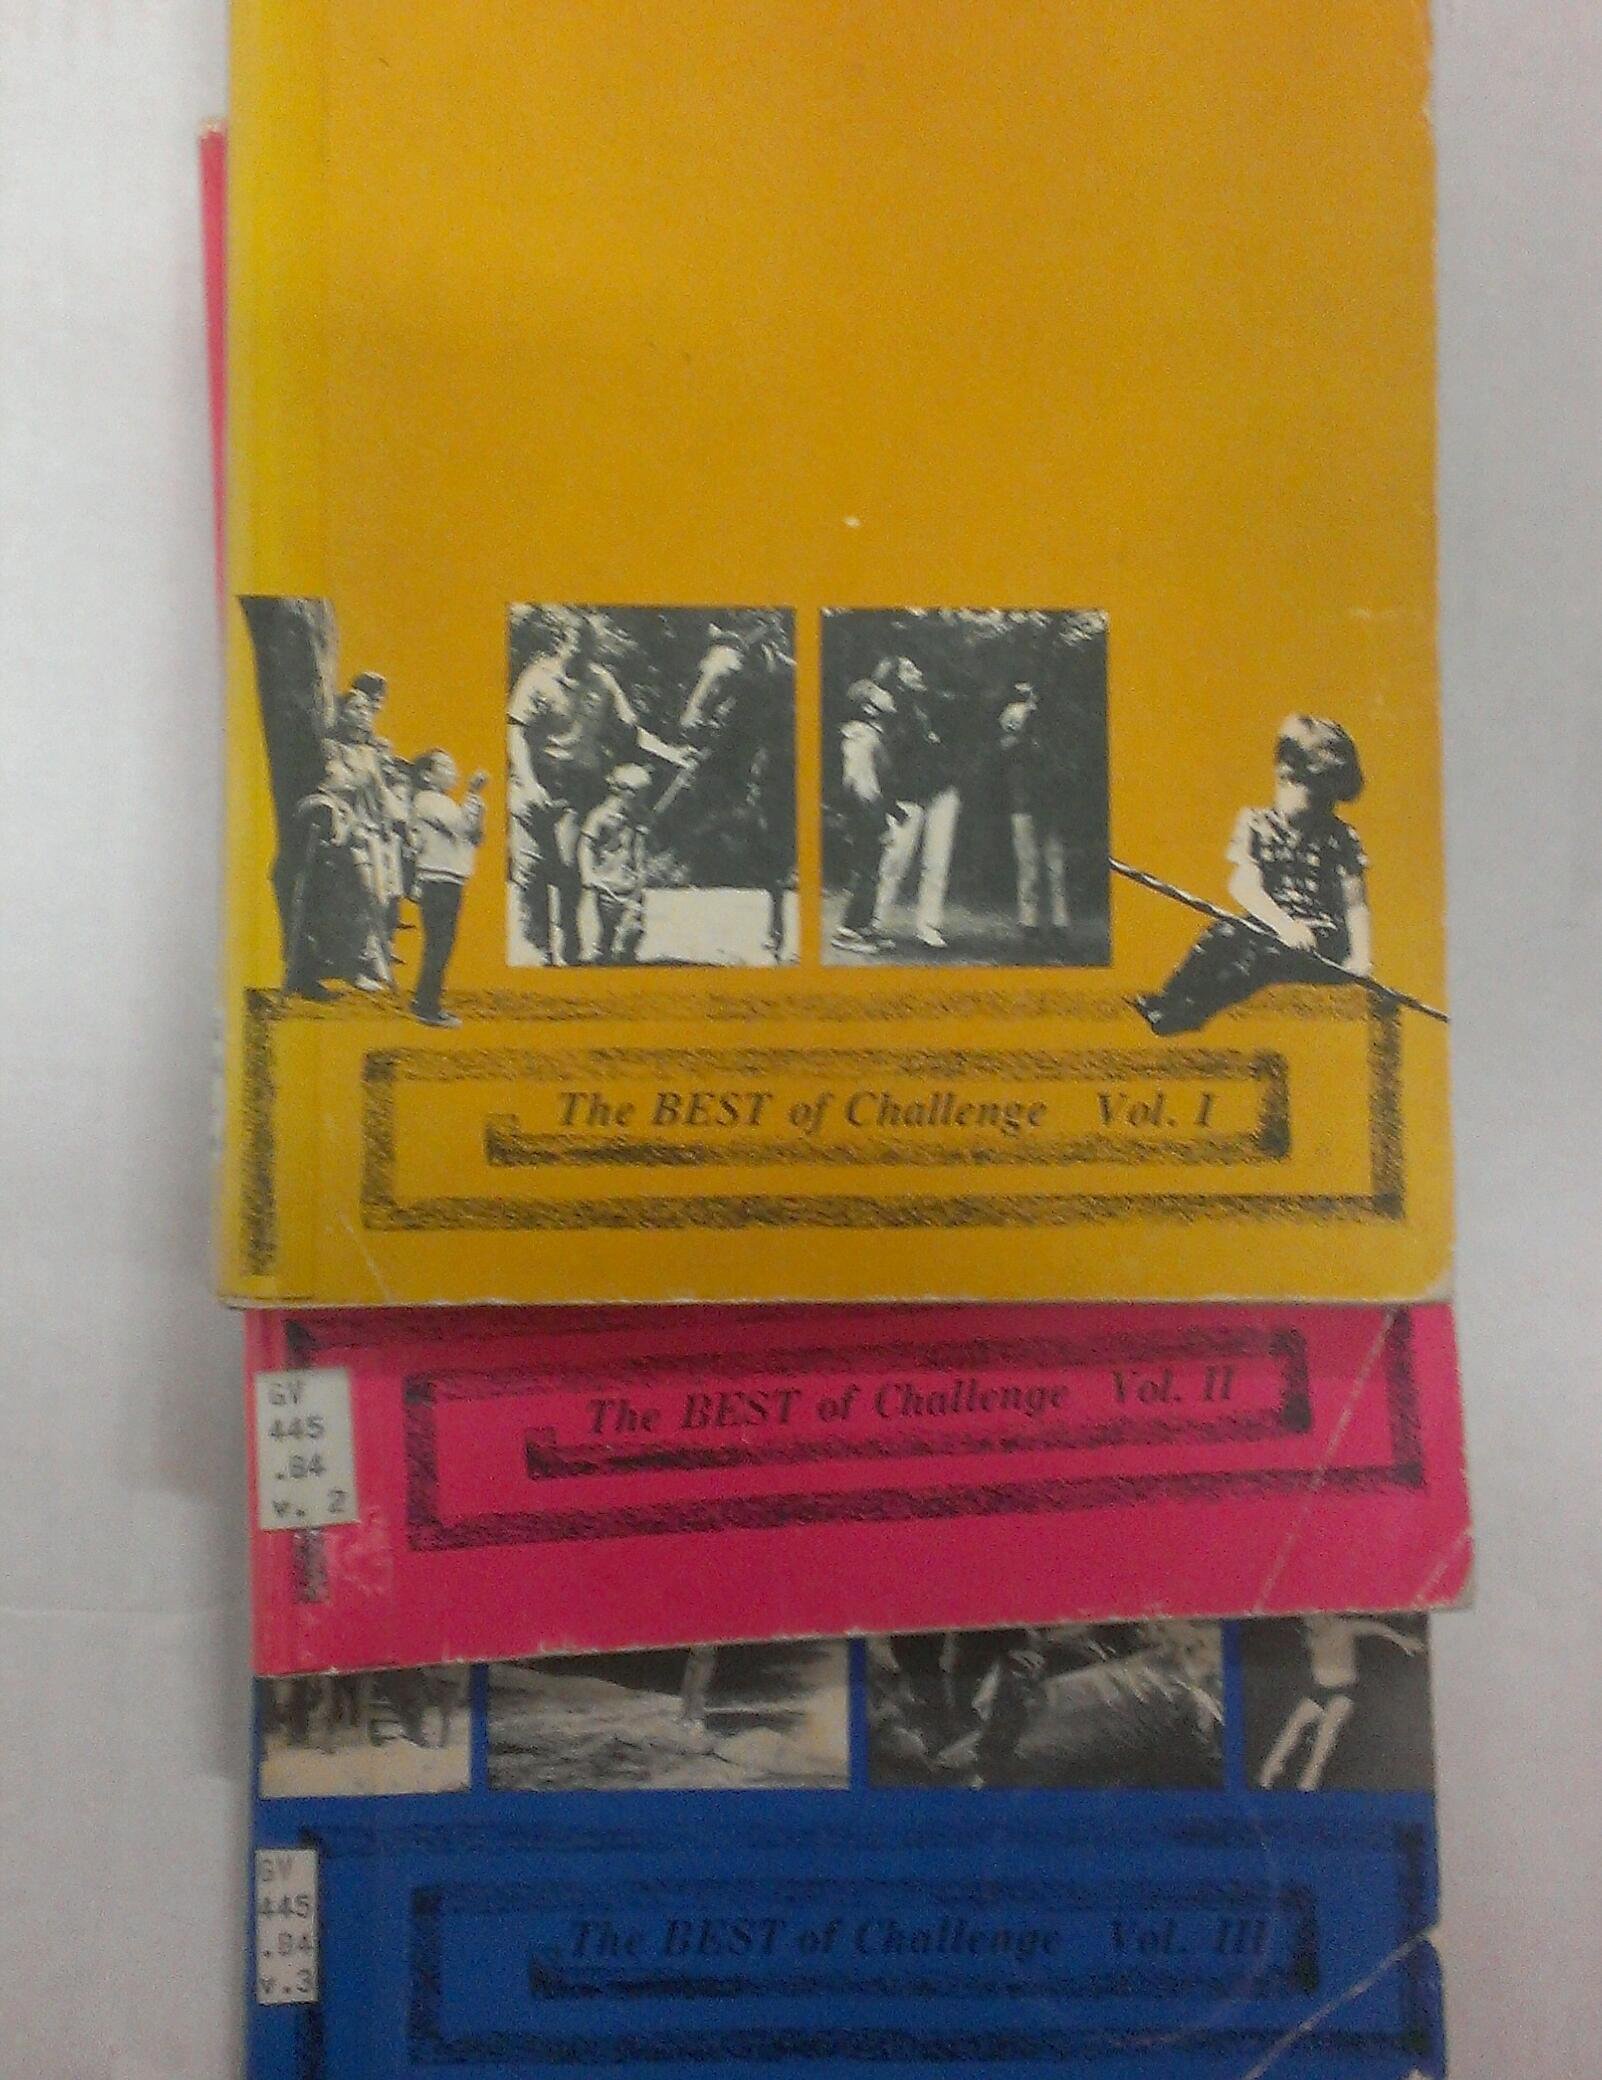 The BEST of Challenge Vol. I
The BEST of Challenge Vol. II
GV
445
.B4
v. 2
The BEST of Challenge Vol. III
GV
445
.B4
v.3